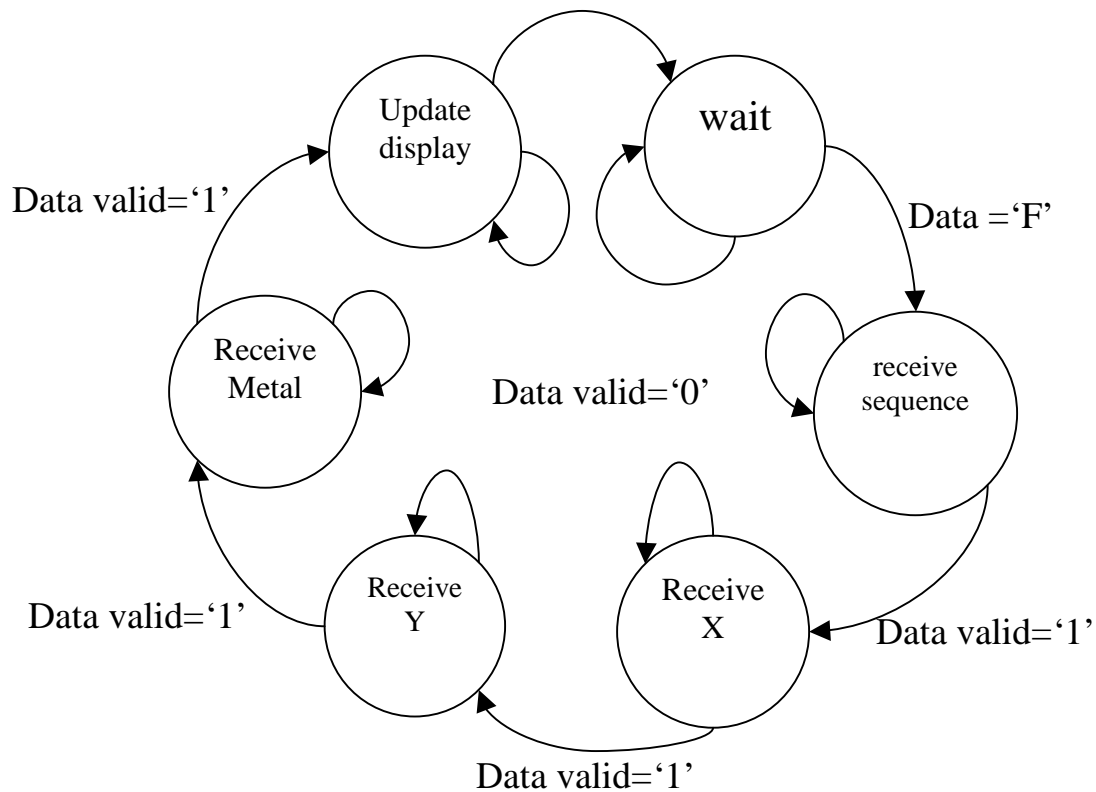 Update
display
wait
Data valid=‘1’
Data =‘F’
Receive
Metal
receive
sequence
Data valid=‘0’
Receive
Y
Receive
X
Data valid=‘1’
Data valid=‘1’
Data valid=‘1’